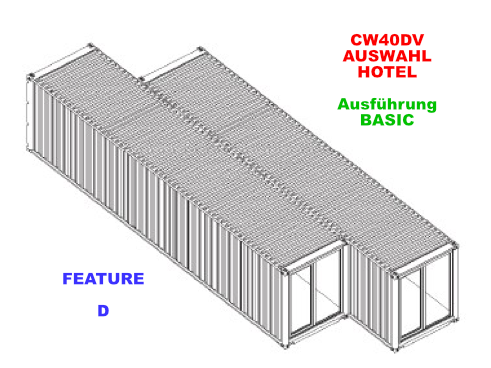 CW40DV
AUSWAHL
HOTEL
Ausführung
BASIC
FEATURE
D